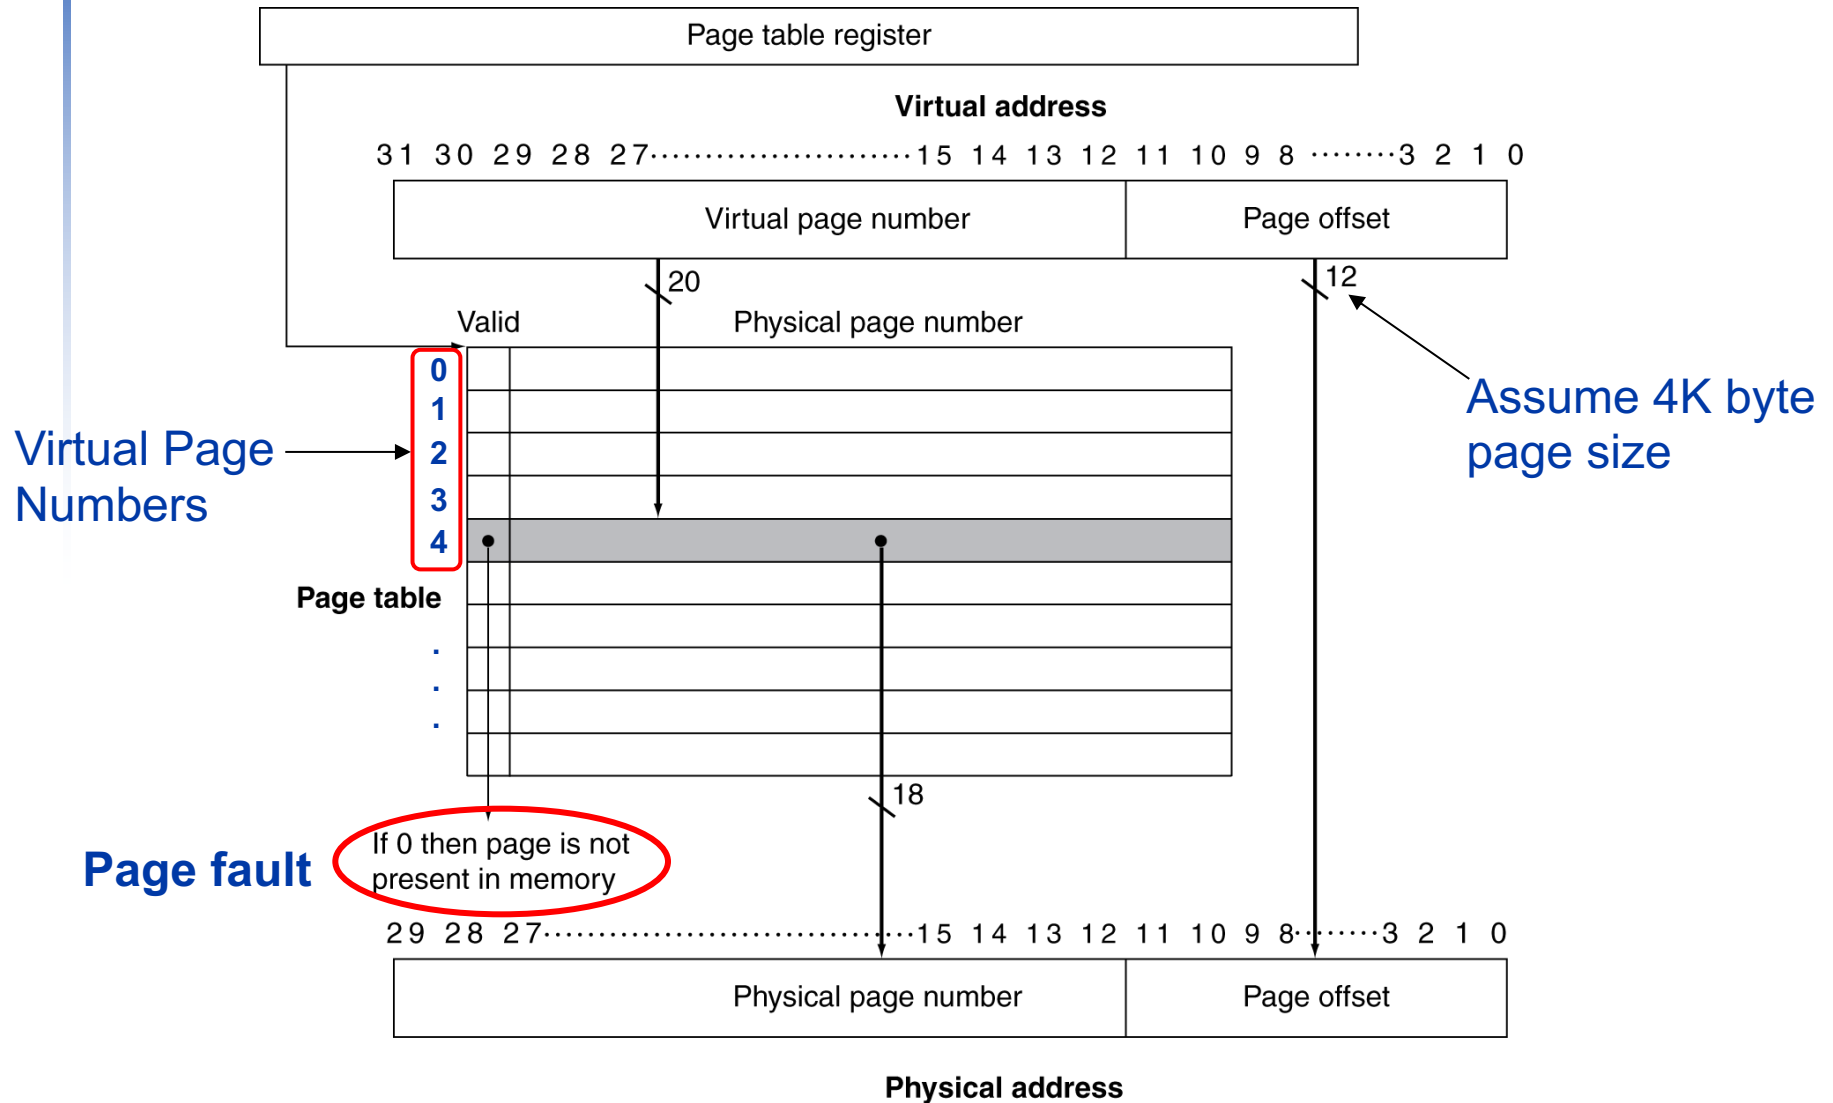 Page table register
Virtual address
31 30 29 28 27························15 14 13 12 11 10 9 8 ········3 2 1 0
Virtual page number Page offset
20 12
Valid Physical page number
0
1
2
3
4
Virtual Page
Numbers
Assume 4K byte
page size
Page table
.
.
.
18
Page fault
If 0 then page is not
present in memory
29 28 27··································15 14 13 12 11 10 9 8········3 2 1 0
Physical page number Page offset
Physical address